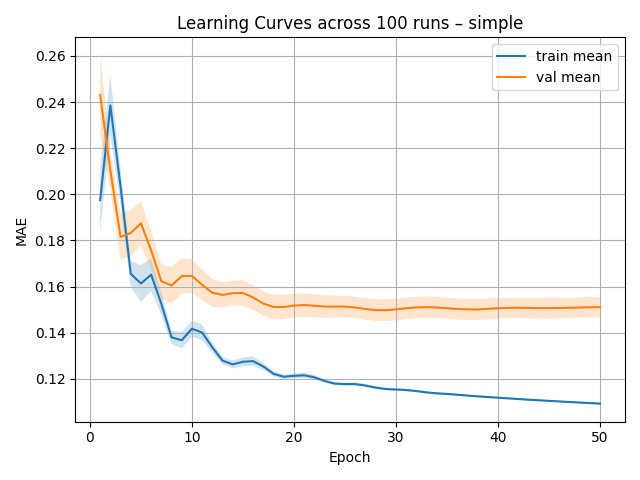 Learning Curves across 100 runs – simple
train mean
val mean
MAE
0.26
0.24
0.22
0.20
0.18
0.16
0.14
0.12
0 10 20 30 40 50
Epoch